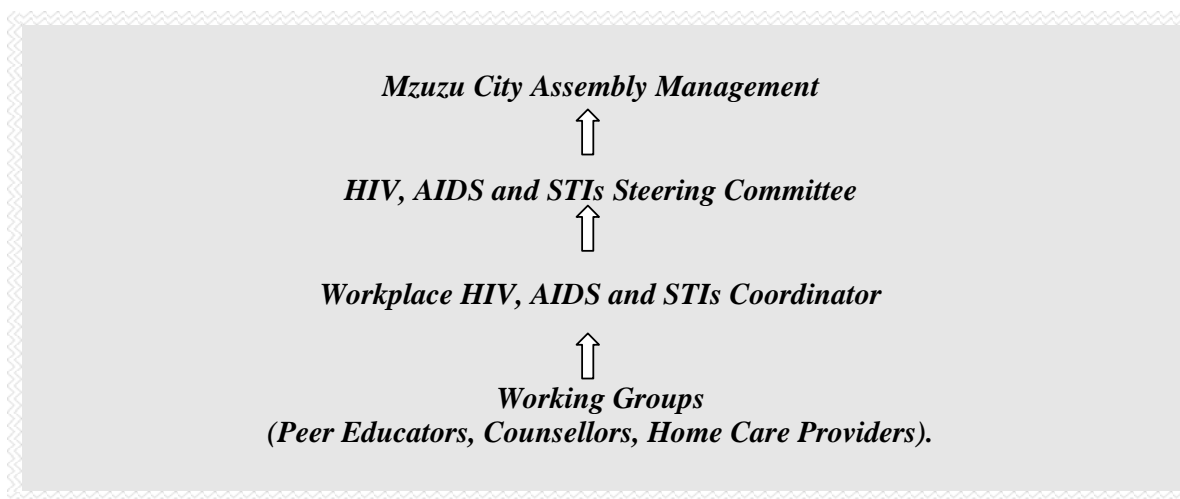 Mzuzu City Assembly Management
HIV, AIDS and STIs Steering Committee
Workplace HIV, AIDS and STIs Coordinator
Working Groups
(Peer Educators, Counsellors, Home Care Providers).